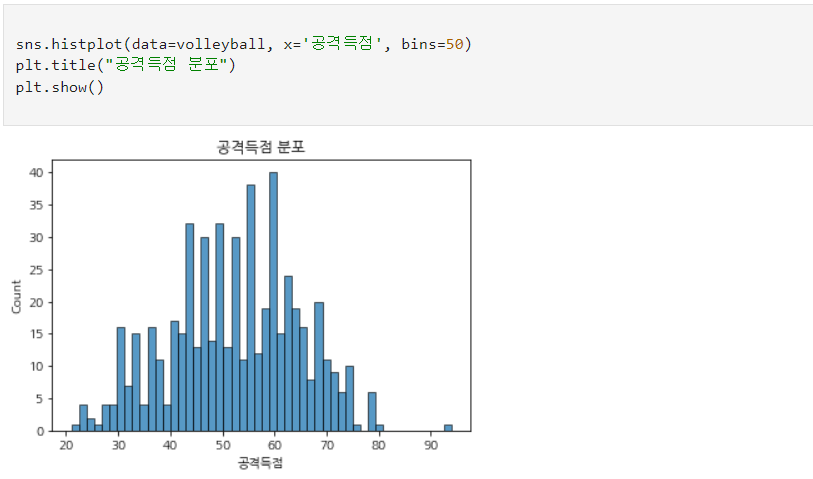 sns.histplot(data=volleyball, x='공격득점', bins=50)
plt.title("공격득점 분포")
plt.show()
공격득점 분포
40
35
30
25
20
15
10
5
0
Count
20 30 40 50 60 70 80 90
공격득점